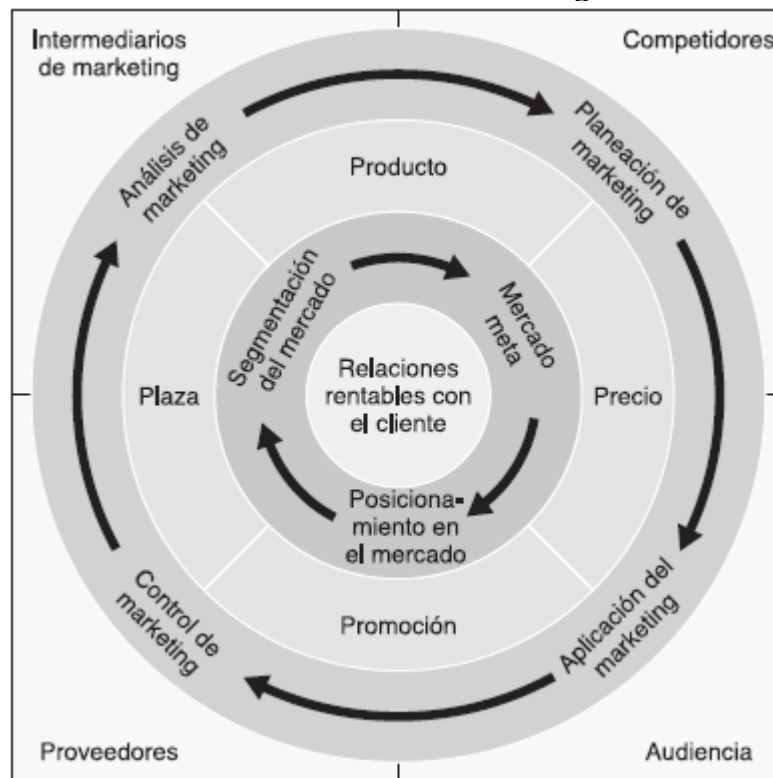 Intermediarios
de marketing
Competidores
Análisis de
marketing
Planeación de
marketing
Producto
Segmentación
del mercado
Mercado
meta
Plaza
Relaciones
rentables con
el cliente
Precio
Posiciona-
miento en
el mercado
Control de
marketing
Promoción
Aplicación del
marketing
Proveedores
Audiencia